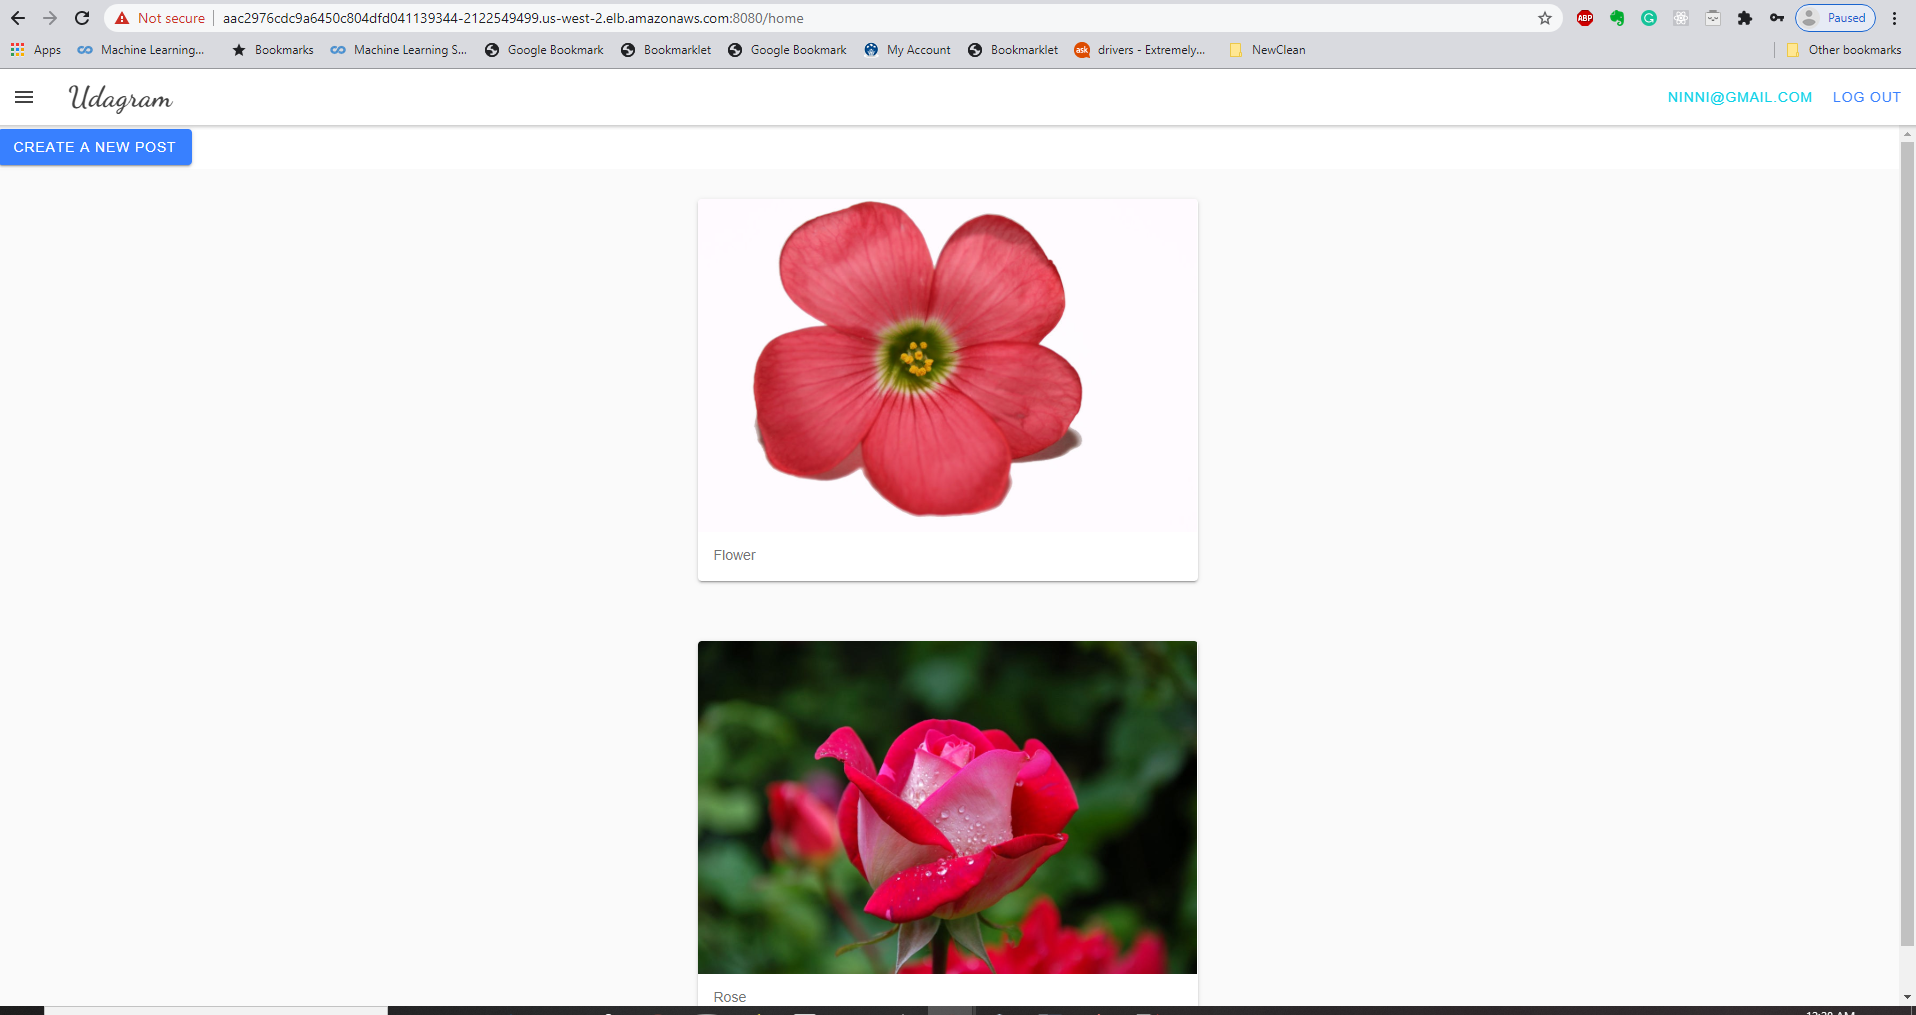 Not secure aac2976cdc9a6450c804dfd041139344-2122549499.us-west-2.elb.amazonaws.com:8080/home ABP Paused
Apps Machine Learning... Bookmarks Machine Learning S... Google Bookmark Bookmarklet Google Bookmark My Account Bookmarklet ask drivers - Extremely... NewClean Other bookmarks
Udagram NINNI@GMAIL.COM LOG OUT
CREATE A NEW POST
Flower
Rose